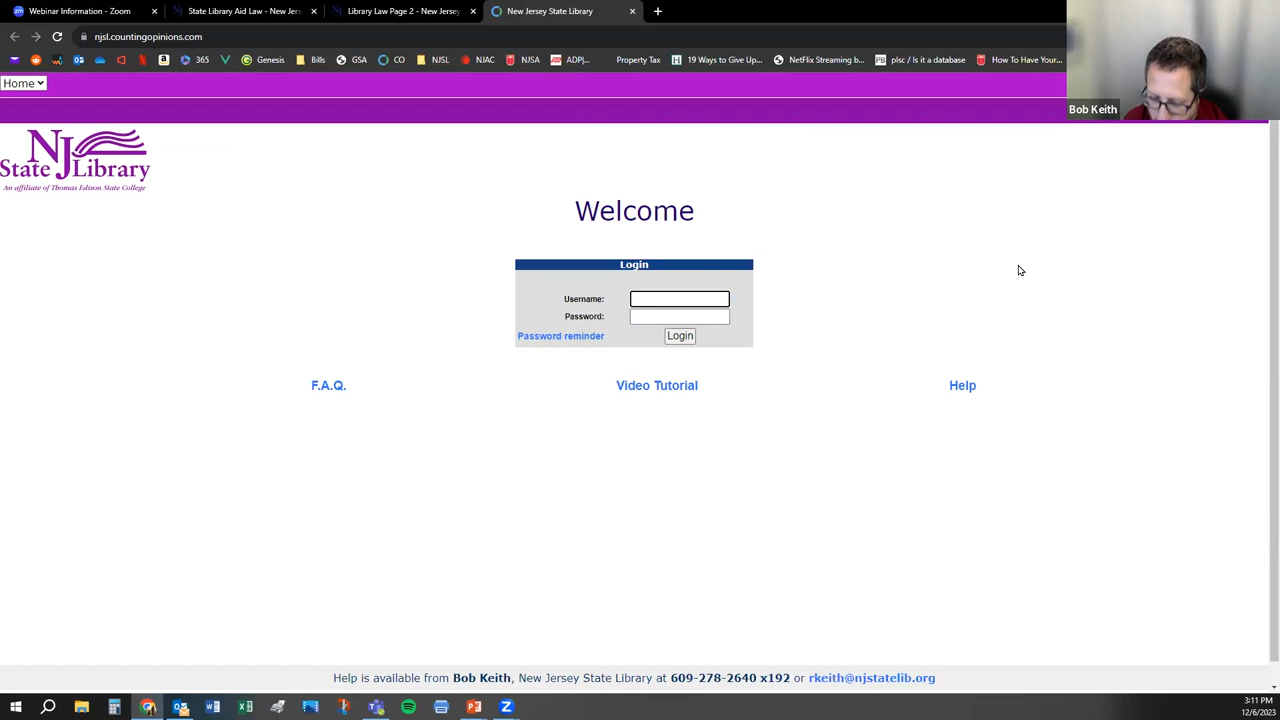 Webinar Information - Zoom
State Library Aid Law - New Jers
Library Law Page 2 - New Jersey
New Jersey State Library
njsl.countingopinions.com
365
Genesis
Bills
GSA
CO
NJSL
NJAC
NJSA
ADP|...
Property Tax
19 Ways to Give Up...
NetFlix Streaming b...
plsc / Is it a database
How To Have Your...
Home
Bob Keith
NJ
State Library
An affiliate of Thomas Edison State College
Welcome
Login
Username:
Password:
Password reminder
Login
F.A.Q.
Video Tutorial
Help
Help is available from Bob Keith, New Jersey State Library at 609-278-2640 x192 or rkeith@njstatelib.org
3:11 PM
12/6/2023